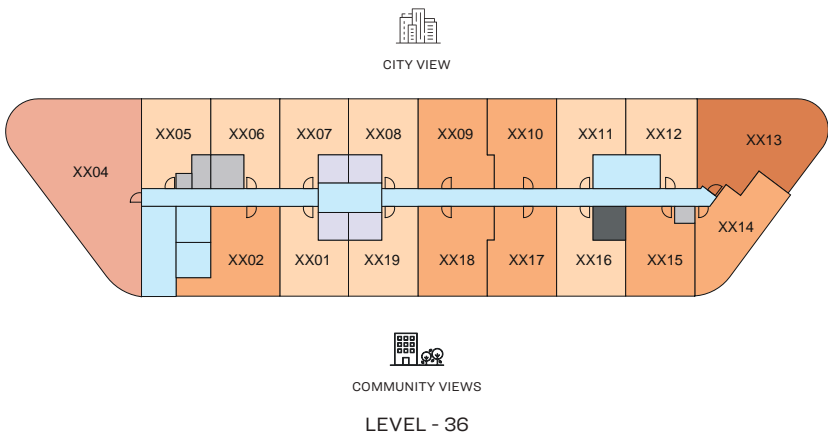 CITY VIEW
XX05 XX06 XX07 XX08 XX09 XX10 XX11 XX12
XX13
XX04
XX14
XX02 XX01 XX19 XX18 XX17 XX16 XX15
COMMUNITY VIEWS
LEVEL - 36